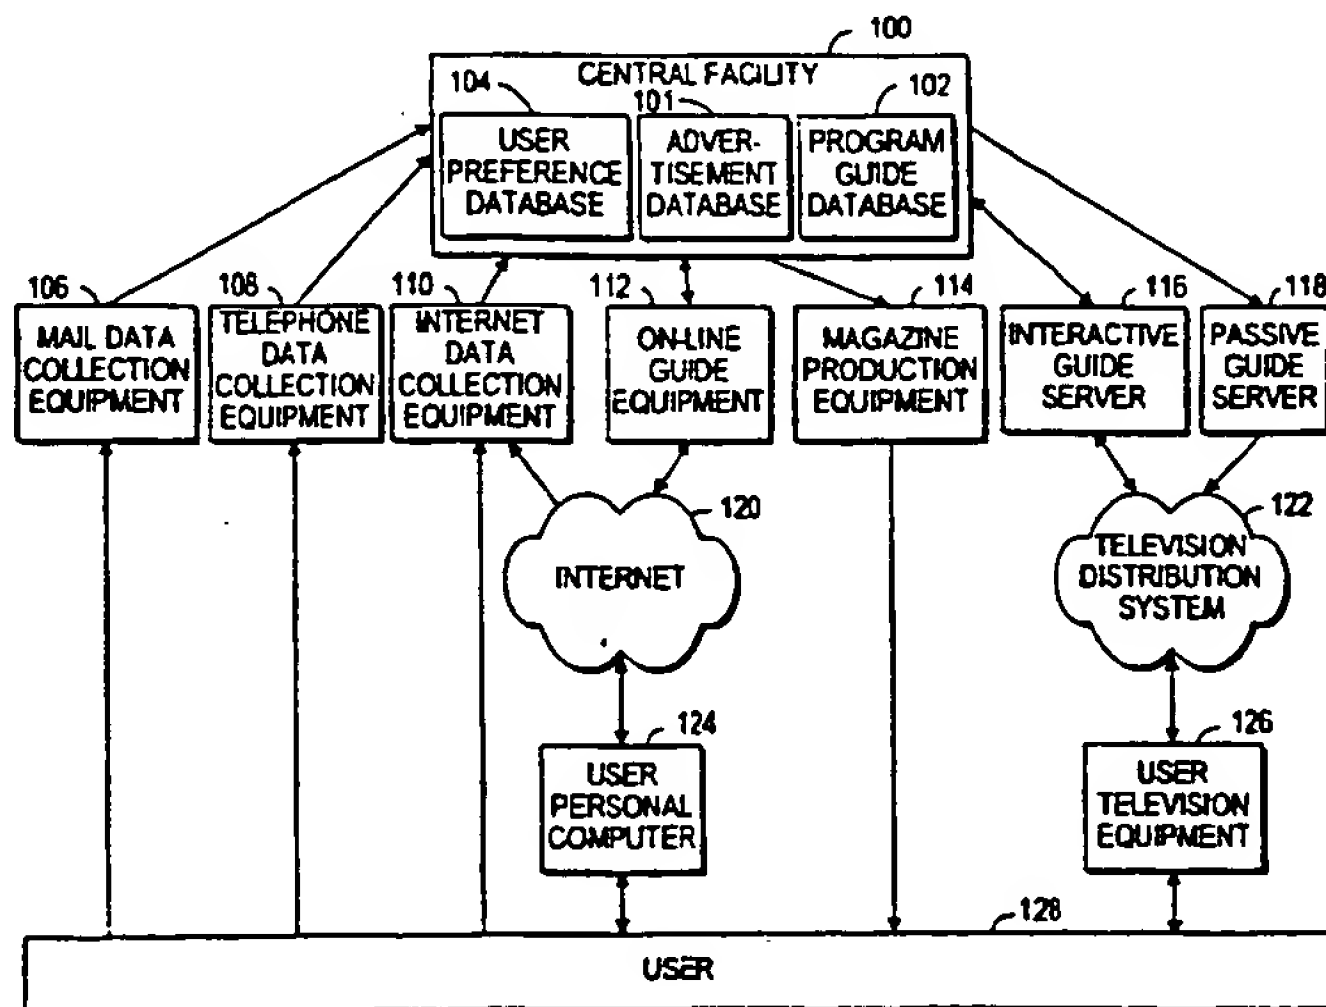 100
CENTRAL FACILITY
104
101
102
USER
PREFERENCE
DATABASE
ADVER-
TISEMENT
DATABASE
PROGRAM
GUIDE
DATABASE
106
MAIL DATA
COLLECTION
EQUIPMENT
108
TELEPHONE
DATA
COLLECTION
EQUIPMENT
110
INTERNET
DATA
COLLECTION
EQUIPMENT
112
ON-LINE
GUIDE
EQUIPMENT
114
MAGAZINE
PRODUCTION
EQUIPMENT
116
INTERACTIVE
GUIDE
SERVER
118
PASSIVE
GUIDE
SERVER
120
INTERNET
122
TELEVISION
DISTRIBUTION
SYSTEM
124
USER
PERSONAL
COMPUTER
126
USER
TELEVISION
EQUIPMENT
128
USER